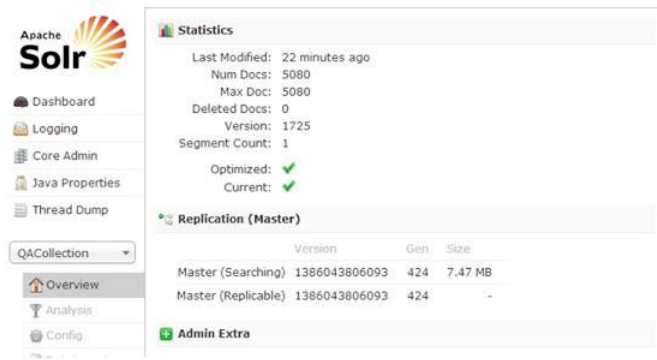 Apache
Solr
Dashboard
Logging
Core Admin
Java Properties
Thread Dump
QACollection
Overview
Analysis
Config
Statistics
Last Modified: 22 minutes ago
Num Docs: 5080
Max Doc: 5080
Deleted Docs: 0
Version: 1725
Segment Count: 1
Optimized:
Current:
Replication (Master)
Version Gen Size
Master (Searching) 1386043806093 424 7.47 MB
Master (Replicable) 1386043806093 424 -
Admin Extra